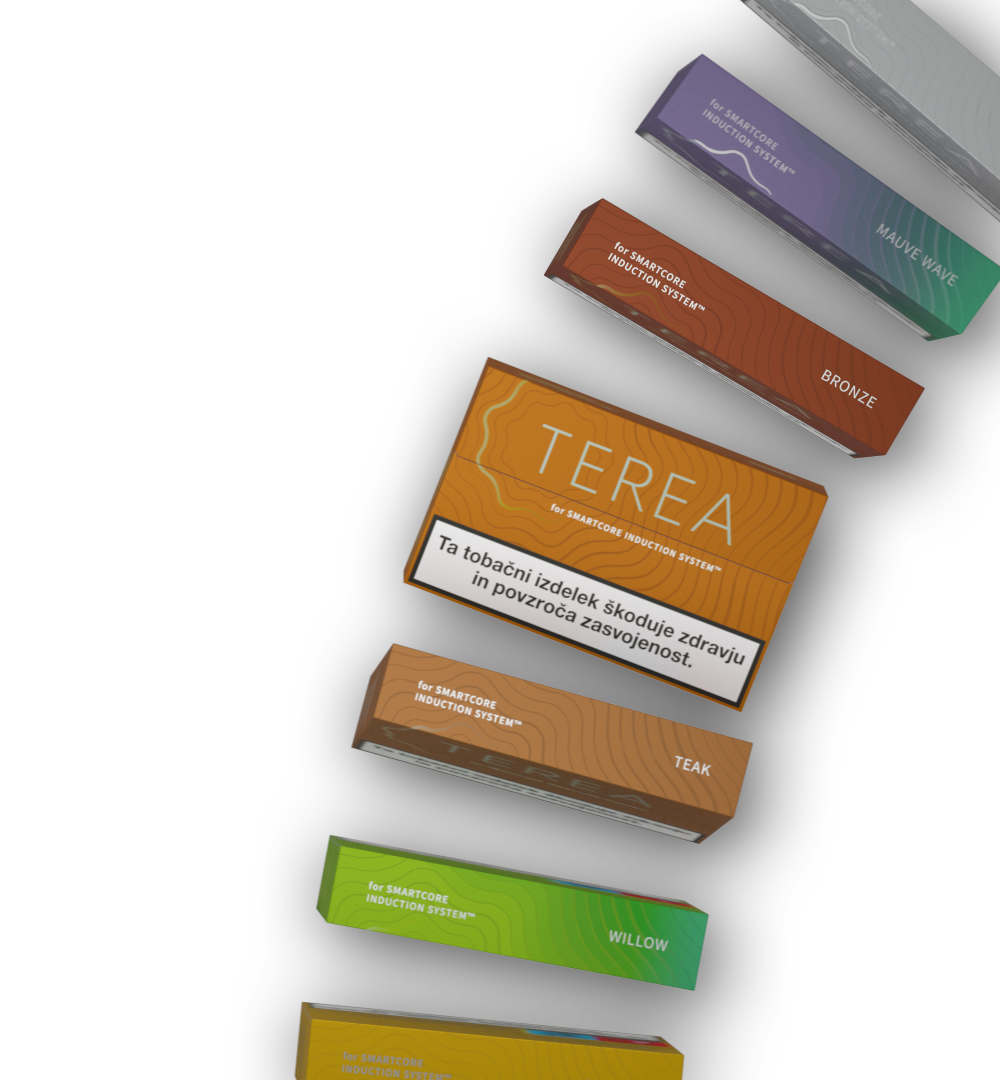 TEREA
for SMARTCORE
INDUCTION SYSTEM™
MAUVE WAVE
for SMARTCORE
INDUCTION SYSTEM™
BRONZE
TEREA
for SMARTCORE INDUCTION SYSTEM™
Ta tobačni izdelek škoduje zdravju
in povzroča zasvojenost.
for SMARTCORE
INDUCTION SYSTEM™
TEAK
TEREA
for SMARTCORE
INDUCTION SYSTEM™
WILLOW
for SMARTCORE
INDUCTION SYSTEM™